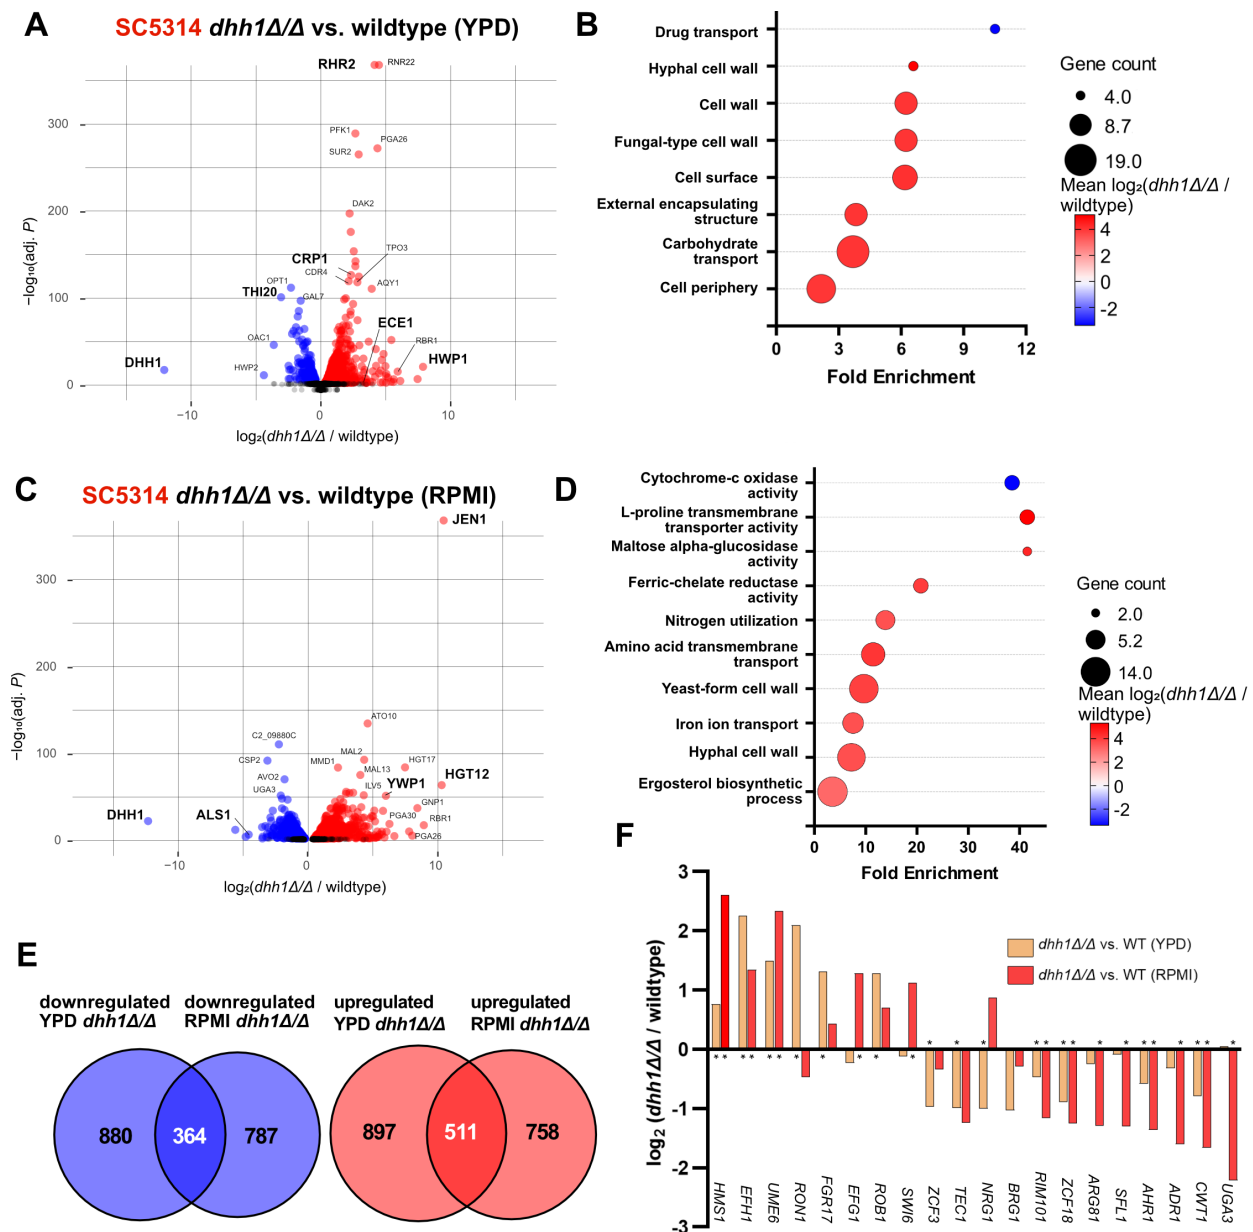 A
SC5314 dhh1Δ/Δ vs. wildtype (YPD)
RHR2
RNR22
PFK1
PGA26
SUR2
DAK2
TPO3
CRP1
CDR4
AQY1
OPT1
THI20
GAL7
ECE1
OAC1
RBR1
HWP2
HWP1
DHH1
300
200
100
0
−10
0
10
−log₁₀(adj. P)
log₂(dhh1Δ/Δ / wildtype)
B
Drug transport
Hyphal cell wall
Cell wall
Fungal-type cell wall
Cell surface
External encapsulating
structure
Carbohydrate
transport
Cell periphery
0
3
6
9
12
Fold Enrichment
Gene count
4.0
8.7
19.0
Mean log₂(dhh1Δ/Δ /
wildtype)
4
2
0
-2
C
SC5314 dhh1Δ/Δ vs. wildtype (RPMI)
JEN1
ATO10
C2_09880C
CSP2
MAL2
MMD1
HGT17
MAL13
AVO2
UGA3
ILV5
YWP1
HGT12
GNP1
PGA30
RBR1
PGA26
DHH1
ALS1
300
200
100
0
−10
0
10
−log₁₀(adj. P)
log₂(dhh1Δ/Δ / wildtype)
D
Cytochrome-c oxidase
activity
L-proline transmembrane
transporter activity
Maltose alpha-glucosidase
activity
Ferric-chelate reductase
activity
Nitrogen utilization
Amino acid transmembrane
transport
Yeast-form cell wall
Iron ion transport
Hyphal cell wall
Ergosterol biosynthetic
process
0
10
20
30
40
Fold Enrichment
Gene count
2.0
5.2
14.0
Mean log₂(dhh1Δ/Δ /
wildtype)
4
2
0
-2
E
downregulated
YPD dhh1Δ/Δ
downregulated
RPMI dhh1Δ/Δ
upregulated
YPD dhh1Δ/Δ
upregulated
RPMI dhh1Δ/Δ
880
364
787
897
511
758
F
log₂ (dhh1Δ/Δ / wildtype)
3
2
1
0
-1
-2
-3
dhh1Δ/Δ vs. WT (YPD)
dhh1Δ/Δ vs. WT (RPMI)
* * * * * * * * * * *
* * * * * * * * * * * * * *
HMS1
EFH1
UME6
RON1
FGR17
EFG1
ROB1
SWI6
ZCF3
TEC1
NRG1
BRG1
RIM101
ZCF18
ARG81
SFL1
AHR1
ADR1
CWT1
UGA3